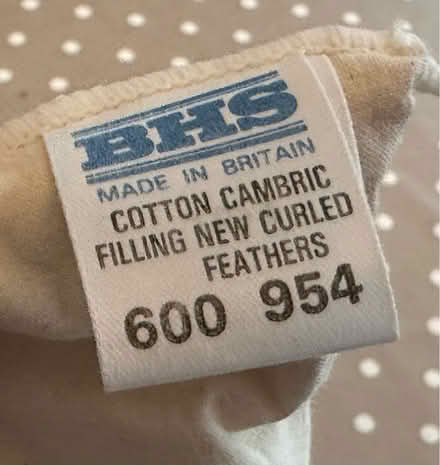 BHS
MADE IN BRITAIN
COTTON CAMBRIC
FILLING NEW CURLED
FEATHERS
600 954